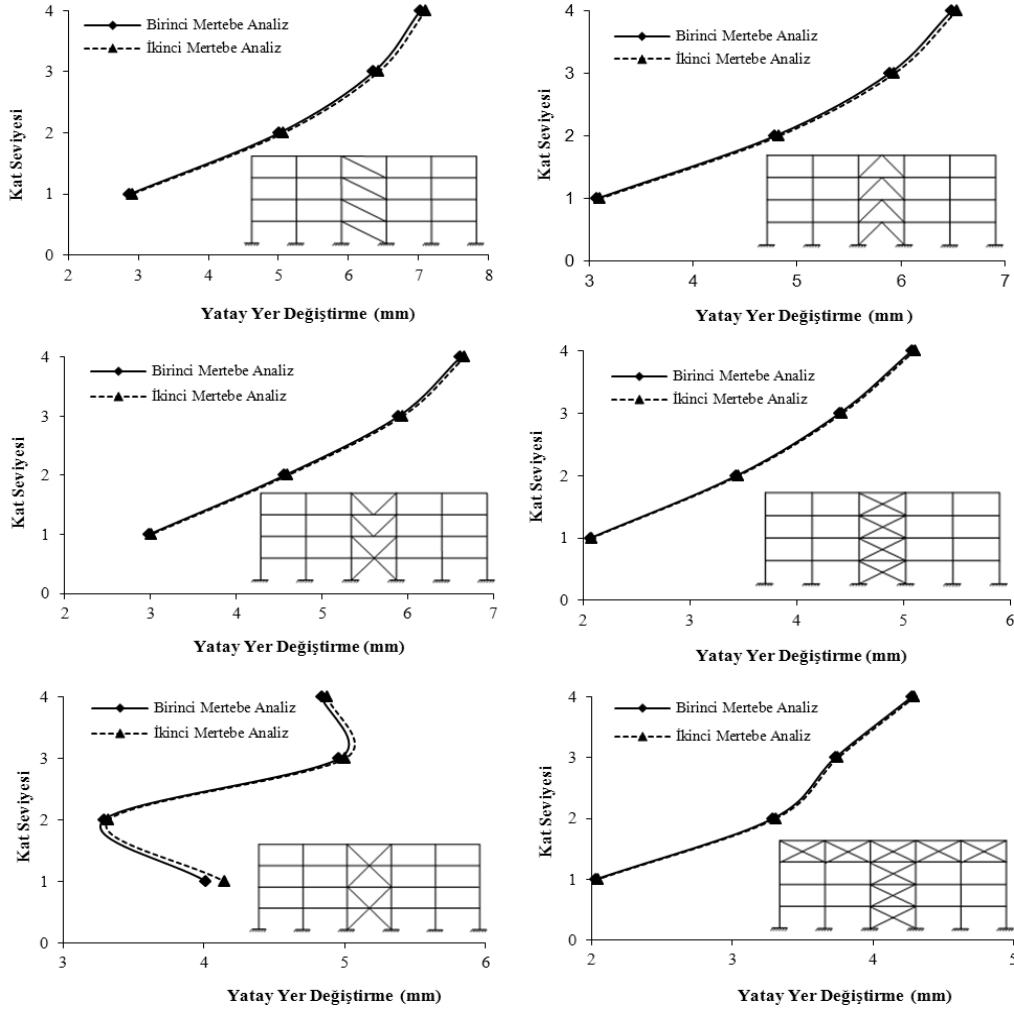 4
3
2
1
0
2
3
4
5
6
7
8
Kat Seviyesi
Birinci Mertebe Analiz
İkinci Mertebe Analiz
Yatay Yer Değiştirme (mm)
4
3
2
1
0
3
4
5
6
7
Kat Seviyesi
Birinci Mertebe Analiz
İkinci Mertebe Analiz
Yatay Yer Değiştirme (mm )
4
3
2
1
0
2
3
4
5
6
7
Kat Seviyesi
Birinci Mertebe Analiz
İkinci Mertebe Analiz
Yatay Yer Değiştirme (mm)
4
3
2
1
0
2
3
4
5
6
Kat Seviyesi
Birinci Mertebe Analiz
İkinci Mertebe Analiz
Yatay Yer Değiştirme (mm)
4
3
2
1
0
3
4
5
6
Kat Seviyesi
Birinci Mertebe Analiz
İkinci Mertebe Analiz
Yatay Yer Değiştirme (mm)
4
3
2
1
0
2
3
4
5
Kat Seviyesi
Birinci Mertebe Analiz
İkinci Mertebe Analiz
Yatay Yer Değiştirme (mm)